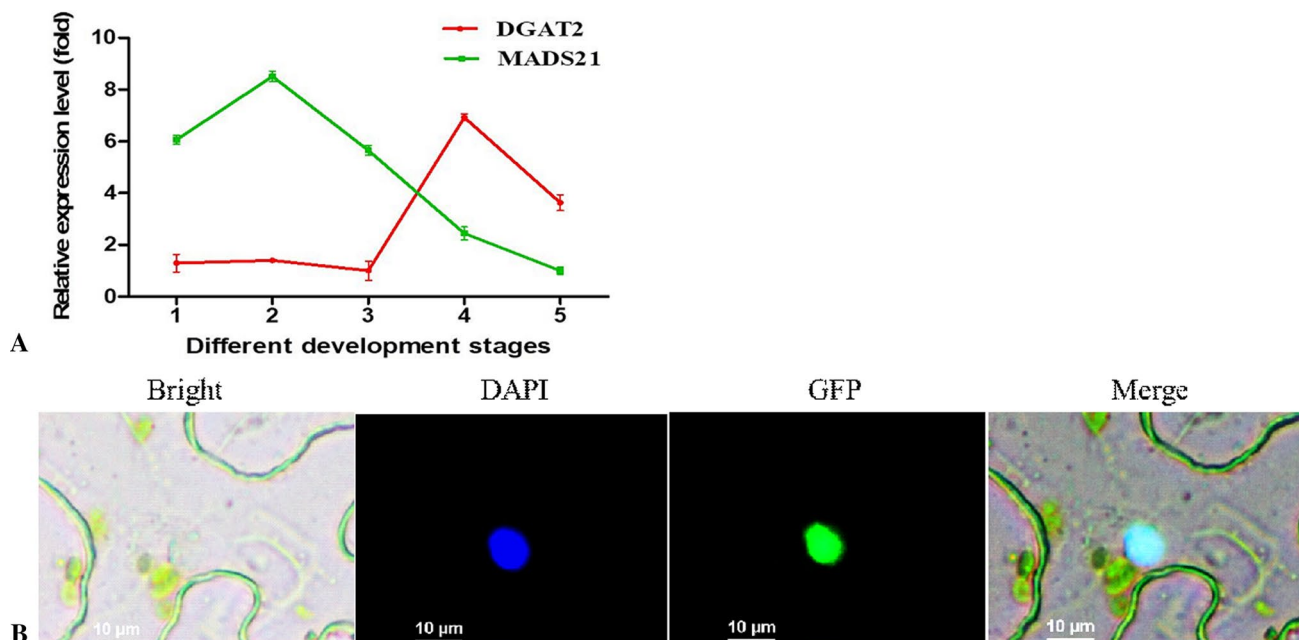 DGAT2
MADS21
Relative expression level (fold)
10
8
6
4
2
0
1 2 3 4 5
Different development stages
A
Bright DAPI GFP Merge
10 µm 10 µm 10 µm 10 µm
B